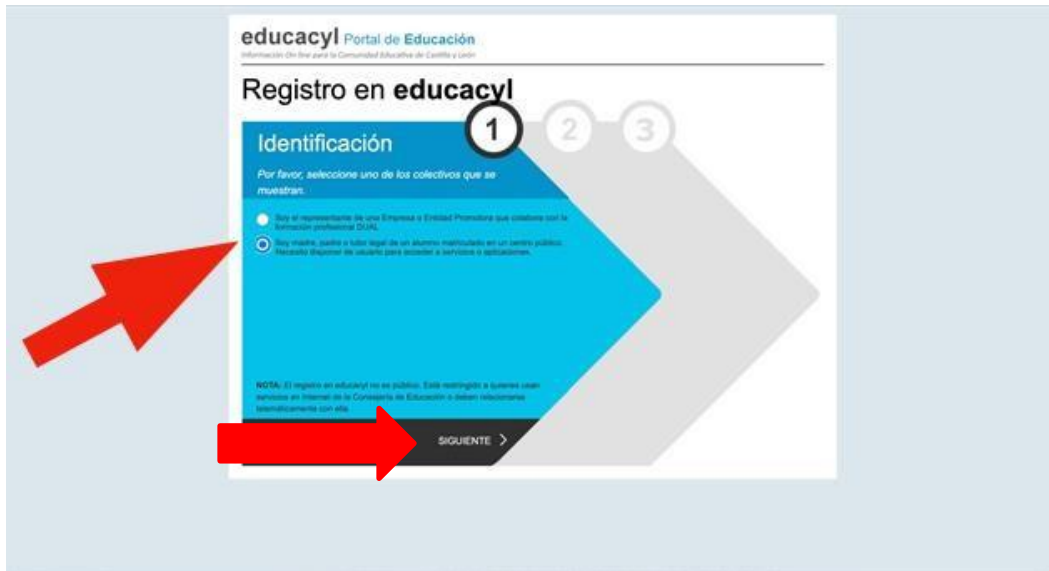 educacyl Portal de Educación
Información On-line para la Comunidad Educativa de Castilla y León
Registro en educacyl
1
2
3
Identificación
Por favor, seleccione uno de los colectivos que se
muestran.
Soy el representante de una Empresa o Entidad Promotora que colabora con la
formación profesional DUAL
Soy madre, padre o tutor legal de un alumno matriculado en un centro público.
Necesito disponer de usuario para acceder a servicios o aplicaciones.
NOTA: El registro en educacyl no es público. Está restringido a quienes usan
servicios en Internet de la Consejería de Educación o deben relacionarse
telemáticamente con ella.
SIGUIENTE